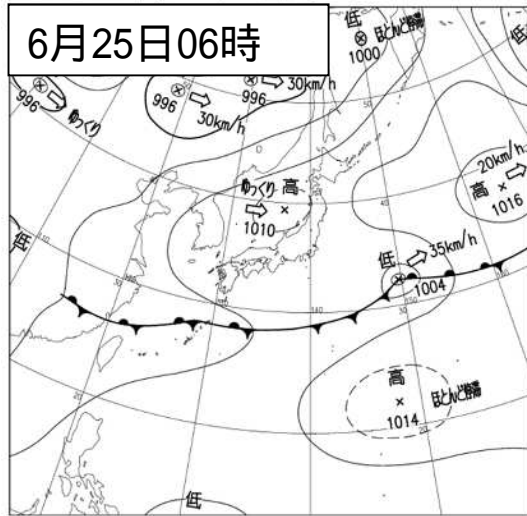 6月25日06時
低
ほとんど停滞
1000
低
996
ゆっくり
996
30km/h
996
30km/h
20km/h
高
1016
ゆっくり
高
1010
低
35km/h
1004
低
高
ほとんど停滞
1014
低